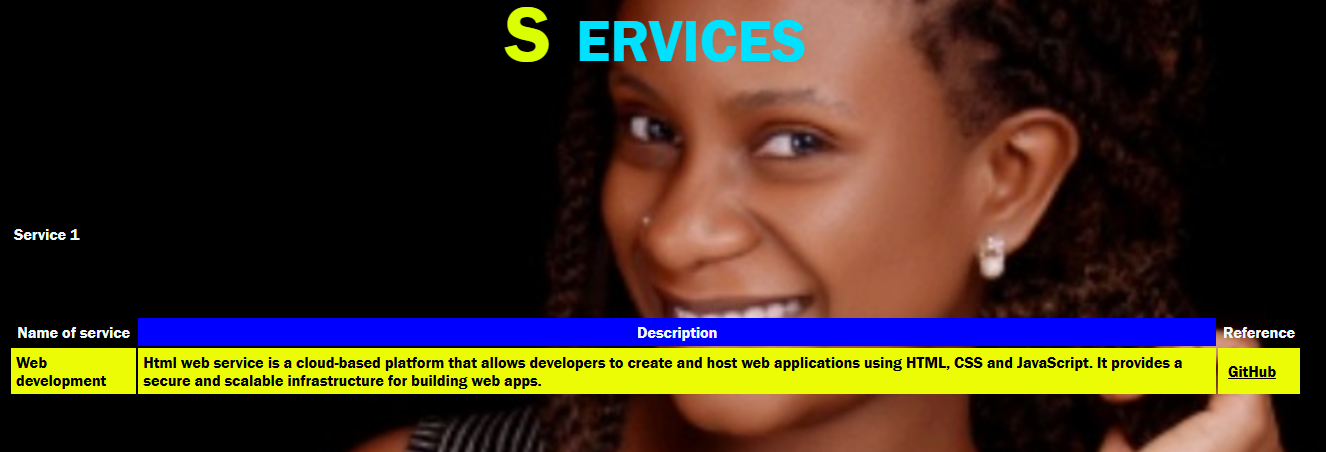 S ERVICES
Service 1
Name of service Description Reference
Web development Html web service is a cloud-based platform that allows developers to create and host web applications using HTML, CSS and JavaScript. It provides a
secure and scalable infrastructure for building web apps. GitHub